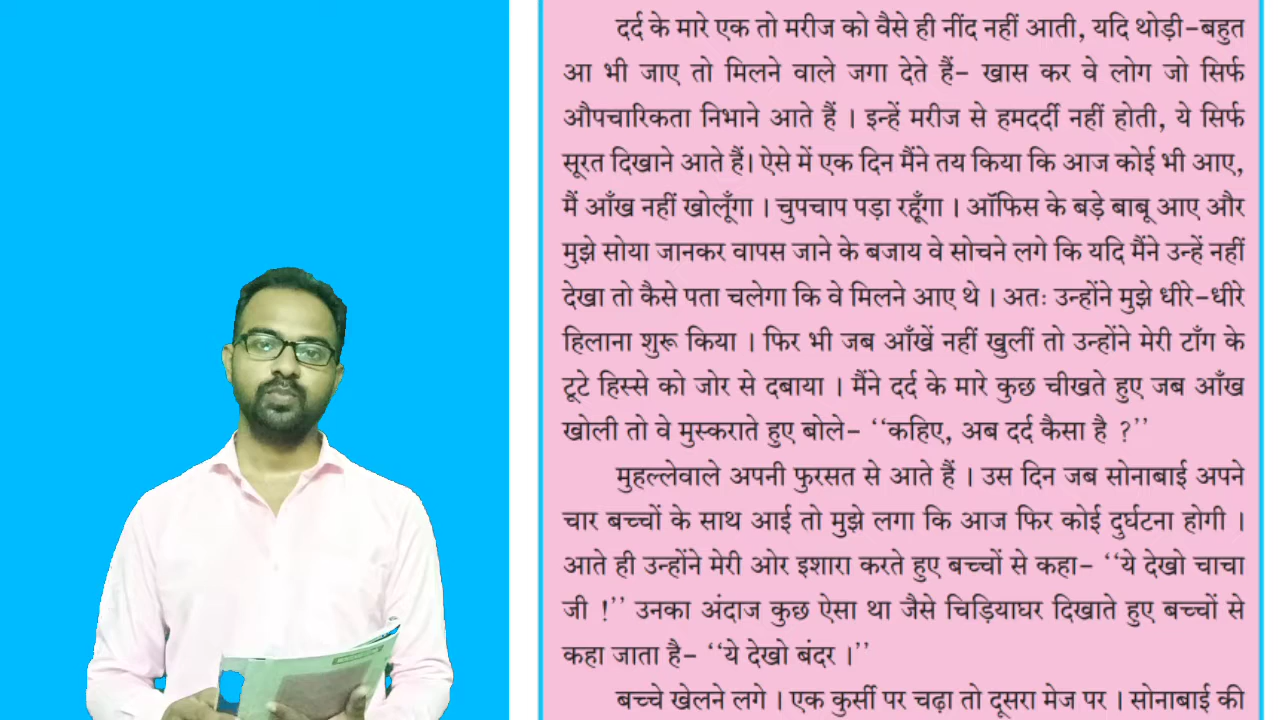 दर्द के मारे एक तो मरीज को वैसे ही नींद नहीं आती, यदि थोड़ी-बहुत
आ भी जाए तो मिलने वाले जगा देते हैं- खास कर वे लोग जो सिर्फ
औपचारिकता निभाने आते हैं । इन्हें मरीज से हमदर्दी नहीं होती, ये सिर्फ
सूरत दिखाने आते हैं। ऐसे में एक दिन मैंने तय किया कि आज कोई भी आए,
मैं आँख नहीं खोलूँगा । चुपचाप पड़ा रहूँगा । ऑफिस के बड़े बाबू आए और
मुझे सोया जानकर वापस जाने के बजाय वे सोचने लगे कि यदि मैंने उन्हें नहीं
देखा तो कैसे पता चलेगा कि वे मिलने आए थे । अतः उन्होंने मुझे धीरे-धीरे
हिलाना शुरू किया । फिर भी जब आँखें नहीं खुलीं तो उन्होंने मेरी टाँग के
टूटे हिस्से को जोर से दबाया । मैंने दर्द के मारे कुछ चीखते हुए जब आँख
खोली तो वे मुस्कराते हुए बोले- ‘‘कहिए, अब दर्द कैसा है ?’’
मुहल्लेवाले अपनी फुरसत से आते हैं । उस दिन जब सोनाबाई अपने
चार बच्चों के साथ आई तो मुझे लगा कि आज फिर कोई दुर्घटना होगी ।
आते ही उन्होंने मेरी ओर इशारा करते हुए बच्चों से कहा- ‘‘ये देखो चाचा
जी !’’ उनका अंदाज कुछ ऐसा था जैसे चिड़ियाघर दिखाते हुए बच्चों से
कहा जाता है- ‘‘ये देखो बंदर ।’’
बच्चे खेलने लगे । एक कुर्सी पर चढ़ा तो दूसरा मेज पर । सोनाबाई की